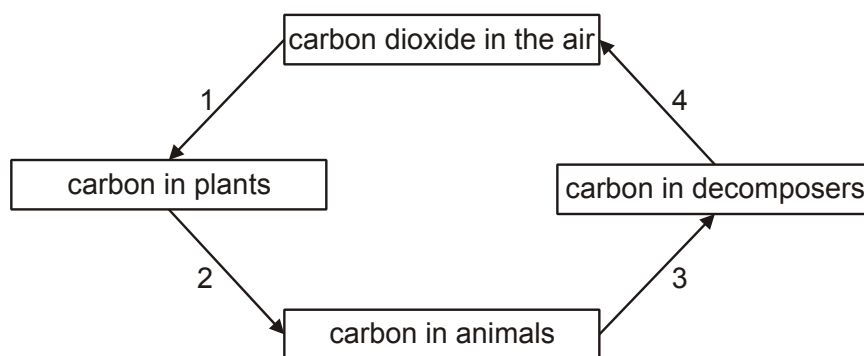 carbon dioxide in the air
1
4
carbon in plants
carbon in decomposers
2
3
carbon in animals